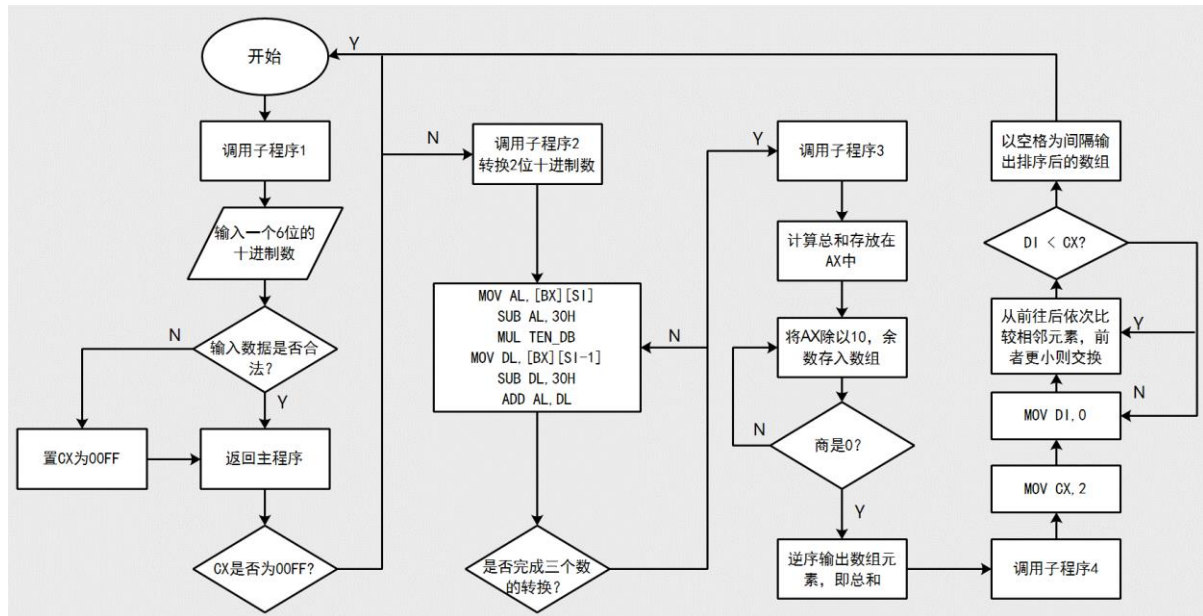 开始
Y
调用子程序1
输入一个6位的
十进制数
输入数据是否合
法?
N
Y
置CX为00FF
返回主程序
CX是否为00FF?
N
调用子程序2
转换2位十进制数
MOV AL,[BX][SI]
SUB AL,30H
MUL TEN_DB
MOV DL,[BX][SI-1]
SUB DL,30H
ADD AL,DL
N
是否完成三个数
的转换?
Y
调用子程序3
计算总和存放在
AX中
将AX除以10, 余
数存入数组
N
商是0?
Y
逆序输出数组元
素, 即总和
调用子程序4
MOV CX,2
MOV DI,0
N
从前往后依次比
较相邻元素, 前
者更小则交换
Y
DI < CX?
以空格为间隔输
出排序后的数组